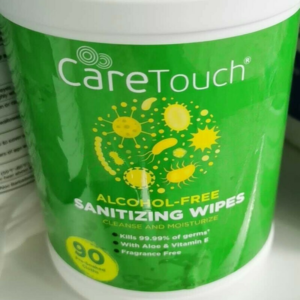 CareTouch®
ALCOHOL-FREE
SANITIZING WIPES
CLEANSE AND MOISTURIZE
• Kills 99.99% of germs*
• With Aloe & Vitamin E
• Fragrance Free
90